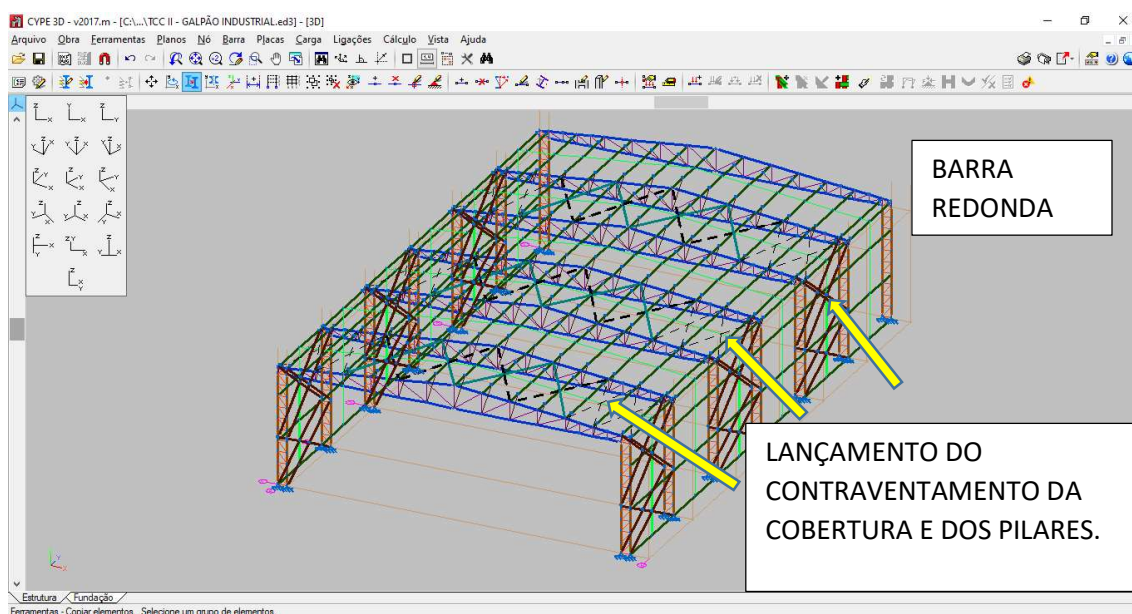 CYPE 3D - v2017.m - [C:\...\TCC II - GALPÃO INDUSTRIAL.ed3] - [3D]
Arquivo Obra Ferramentas Planos Nó Barra Placas Carga Ligações Cálculo Vista Ajuda
BARRA
REDONDA
LANÇAMENTO DO
CONTRAVENTAMENTO DA
COBERTURA E DOS PILARES.
Estrutura Fundação
Ferramentas - Copiar elementos Selecione um grupo de elementos.